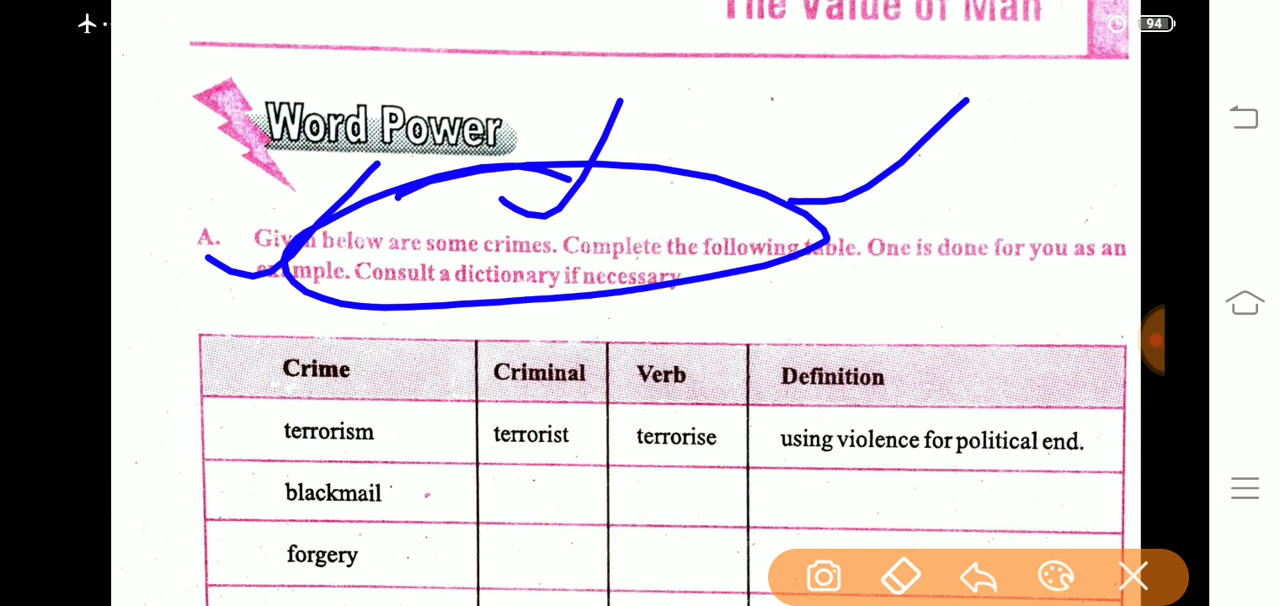 The Value of Man
94
Word Power
A. Given below are some crimes. Complete the following table. One is done for you as an
example. Consult a dictionary if necessary
Crime Criminal Verb Definition
terrorism terrorist terrorise using violence for political end.
blackmail
forgery